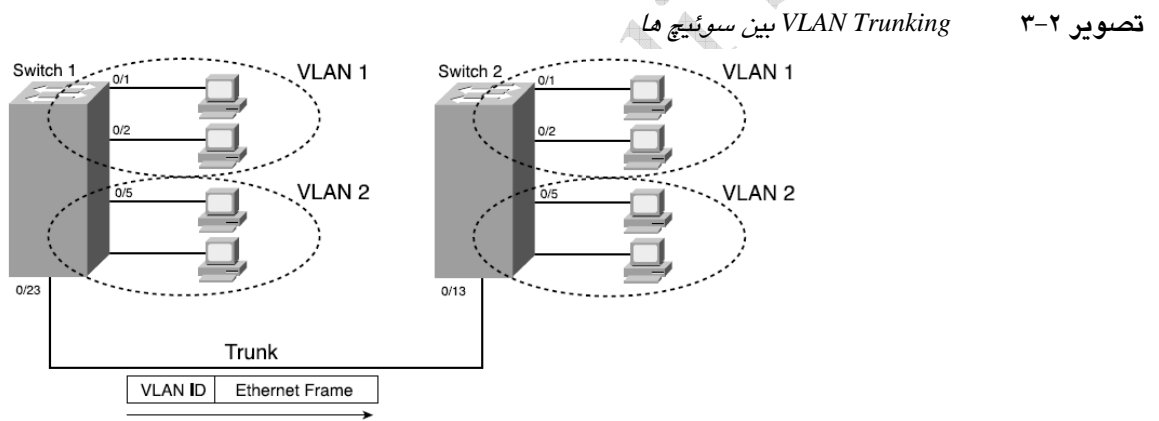 تصویر ۲-۳ VLAN Trunking بین سوئیچ ها
Switch 1
VLAN 1
0/1
0/2
VLAN 2
0/5
0/23
Switch 2
VLAN 1
0/1
0/2
VLAN 2
0/5
0/13
Trunk
VLAN ID Ethernet Frame